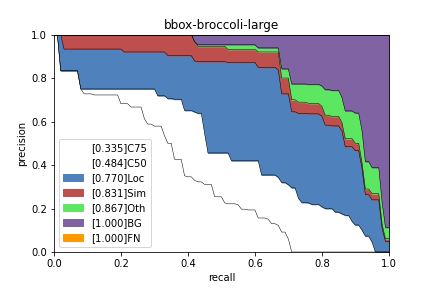 bbox-broccoli-large
precision
1.0
0.8
0.6
0.4
0.2
0.0
[0.335]C75
[0.484]C50
[0.770]Loc
[0.831]Sim
[0.867]Oth
[1.000]BG
[1.000]FN
0.0 0.2 0.4 0.6 0.8 1.0
recall